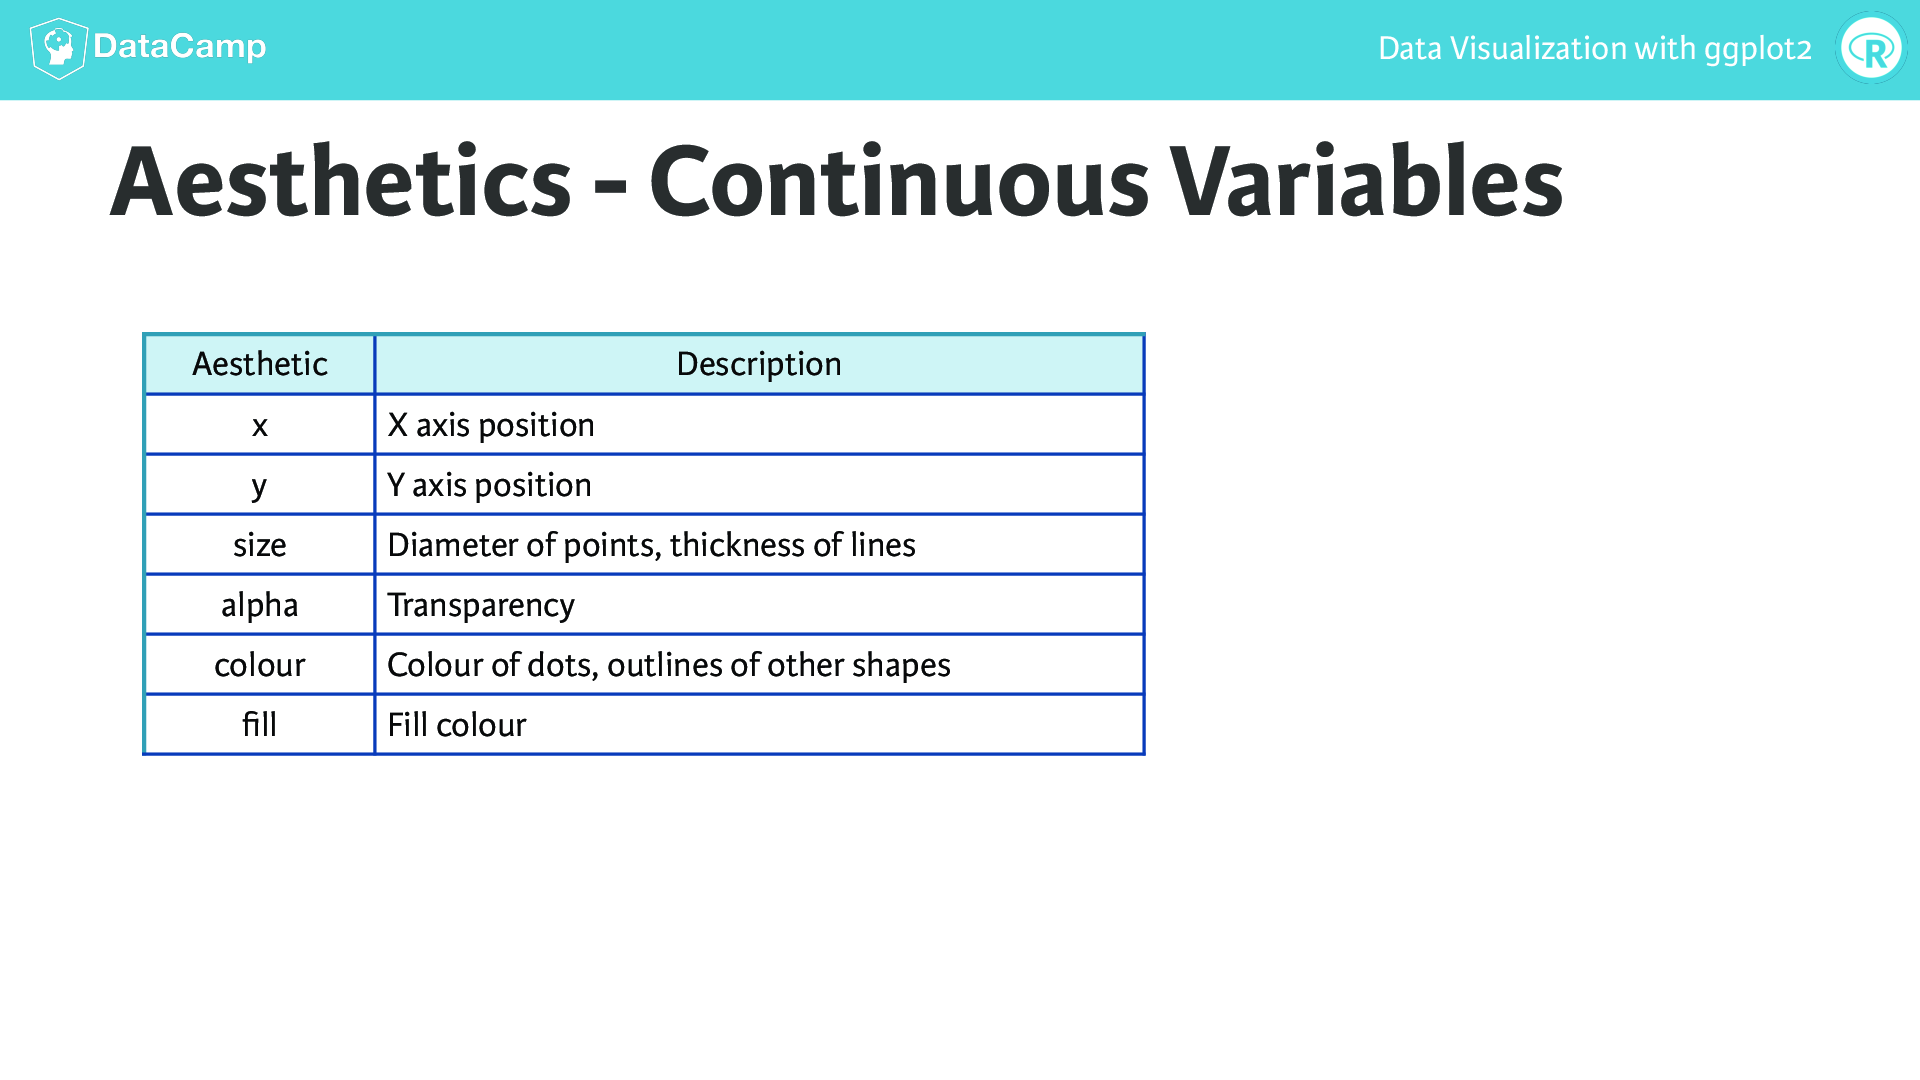 DataCamp
Data Visualization with ggplot2
R
Aesthetics - Continuous Variables
Aesthetic Description
x X axis position
y Y axis position
size Diameter of points, thickness of lines
alpha Transparency
colour Colour of dots, outlines of other shapes
fill Fill colour